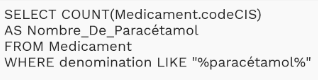 SELECT COUNT(Medicament.codeCIS)
AS Nombre_De_Paracétamol
FROM Medicament
WHERE denomination LIKE "%paracétamol%"